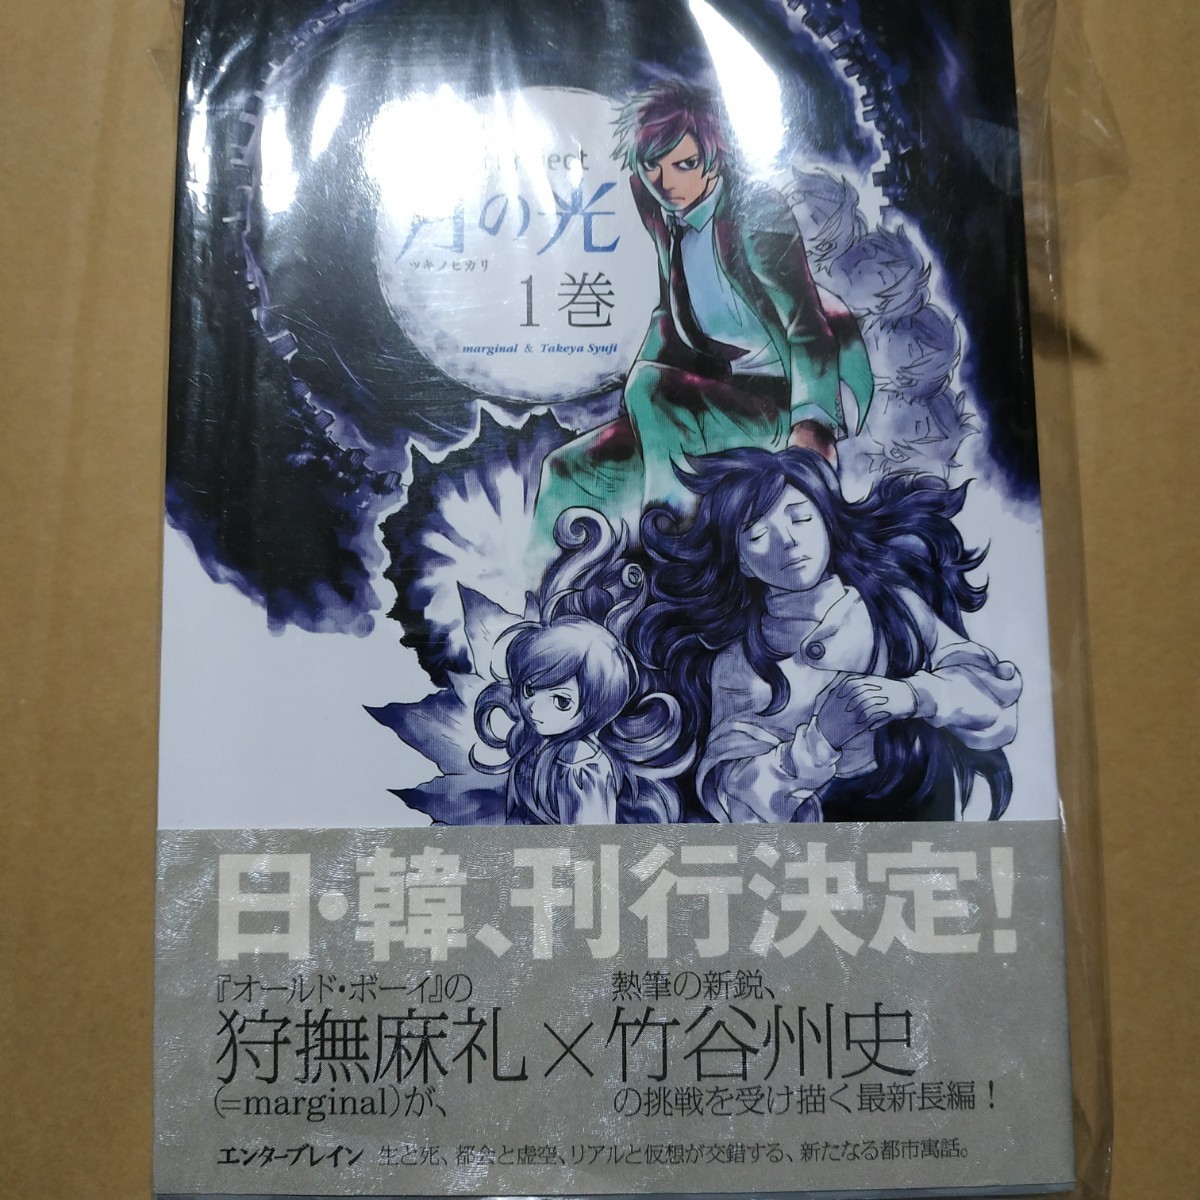 月の光
ツキノヒカリ
1巻
marginal & Takeya Syuji
日・韓、刊行決定!
『オールド・ボーイ』の
狩撫麻礼×竹谷州史
(=marginal)が、
熱筆の新鋭、
の挑戦を受け描く最新長編!
エンターブレイン 生と死、都会と虚空、リアルと仮想が交錯する、新たなる都市寓話。